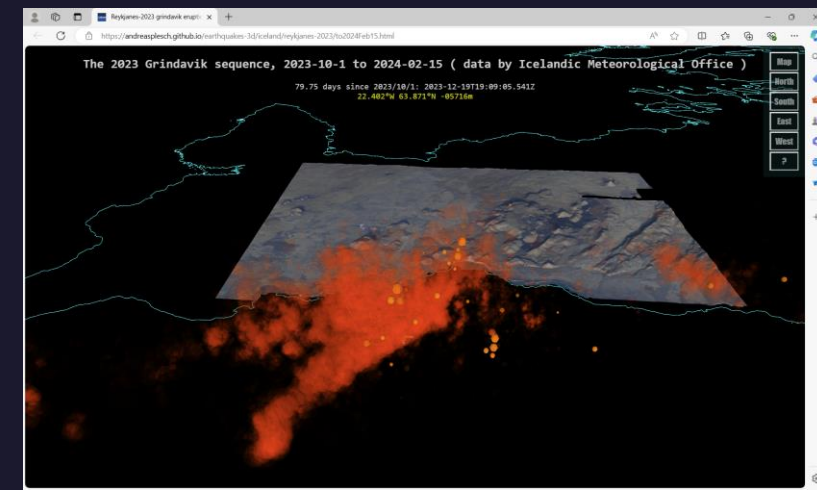 Reykjanes-2023 grindavik erupti
https://andreasplesch.github.io/earthquakes-3d/iceland/reykjanes-2023/to2024Feb15.html
The 2023 Grindavik sequence, 2023-10-1 to 2024-02-15 ( data by Icelandic Meteorological Office )
79.75 days since 2023/10/1: 2023-12-19T19:09:05.541Z
22.402°W 63.871°N -05716m
Map
North
South
East
West
?